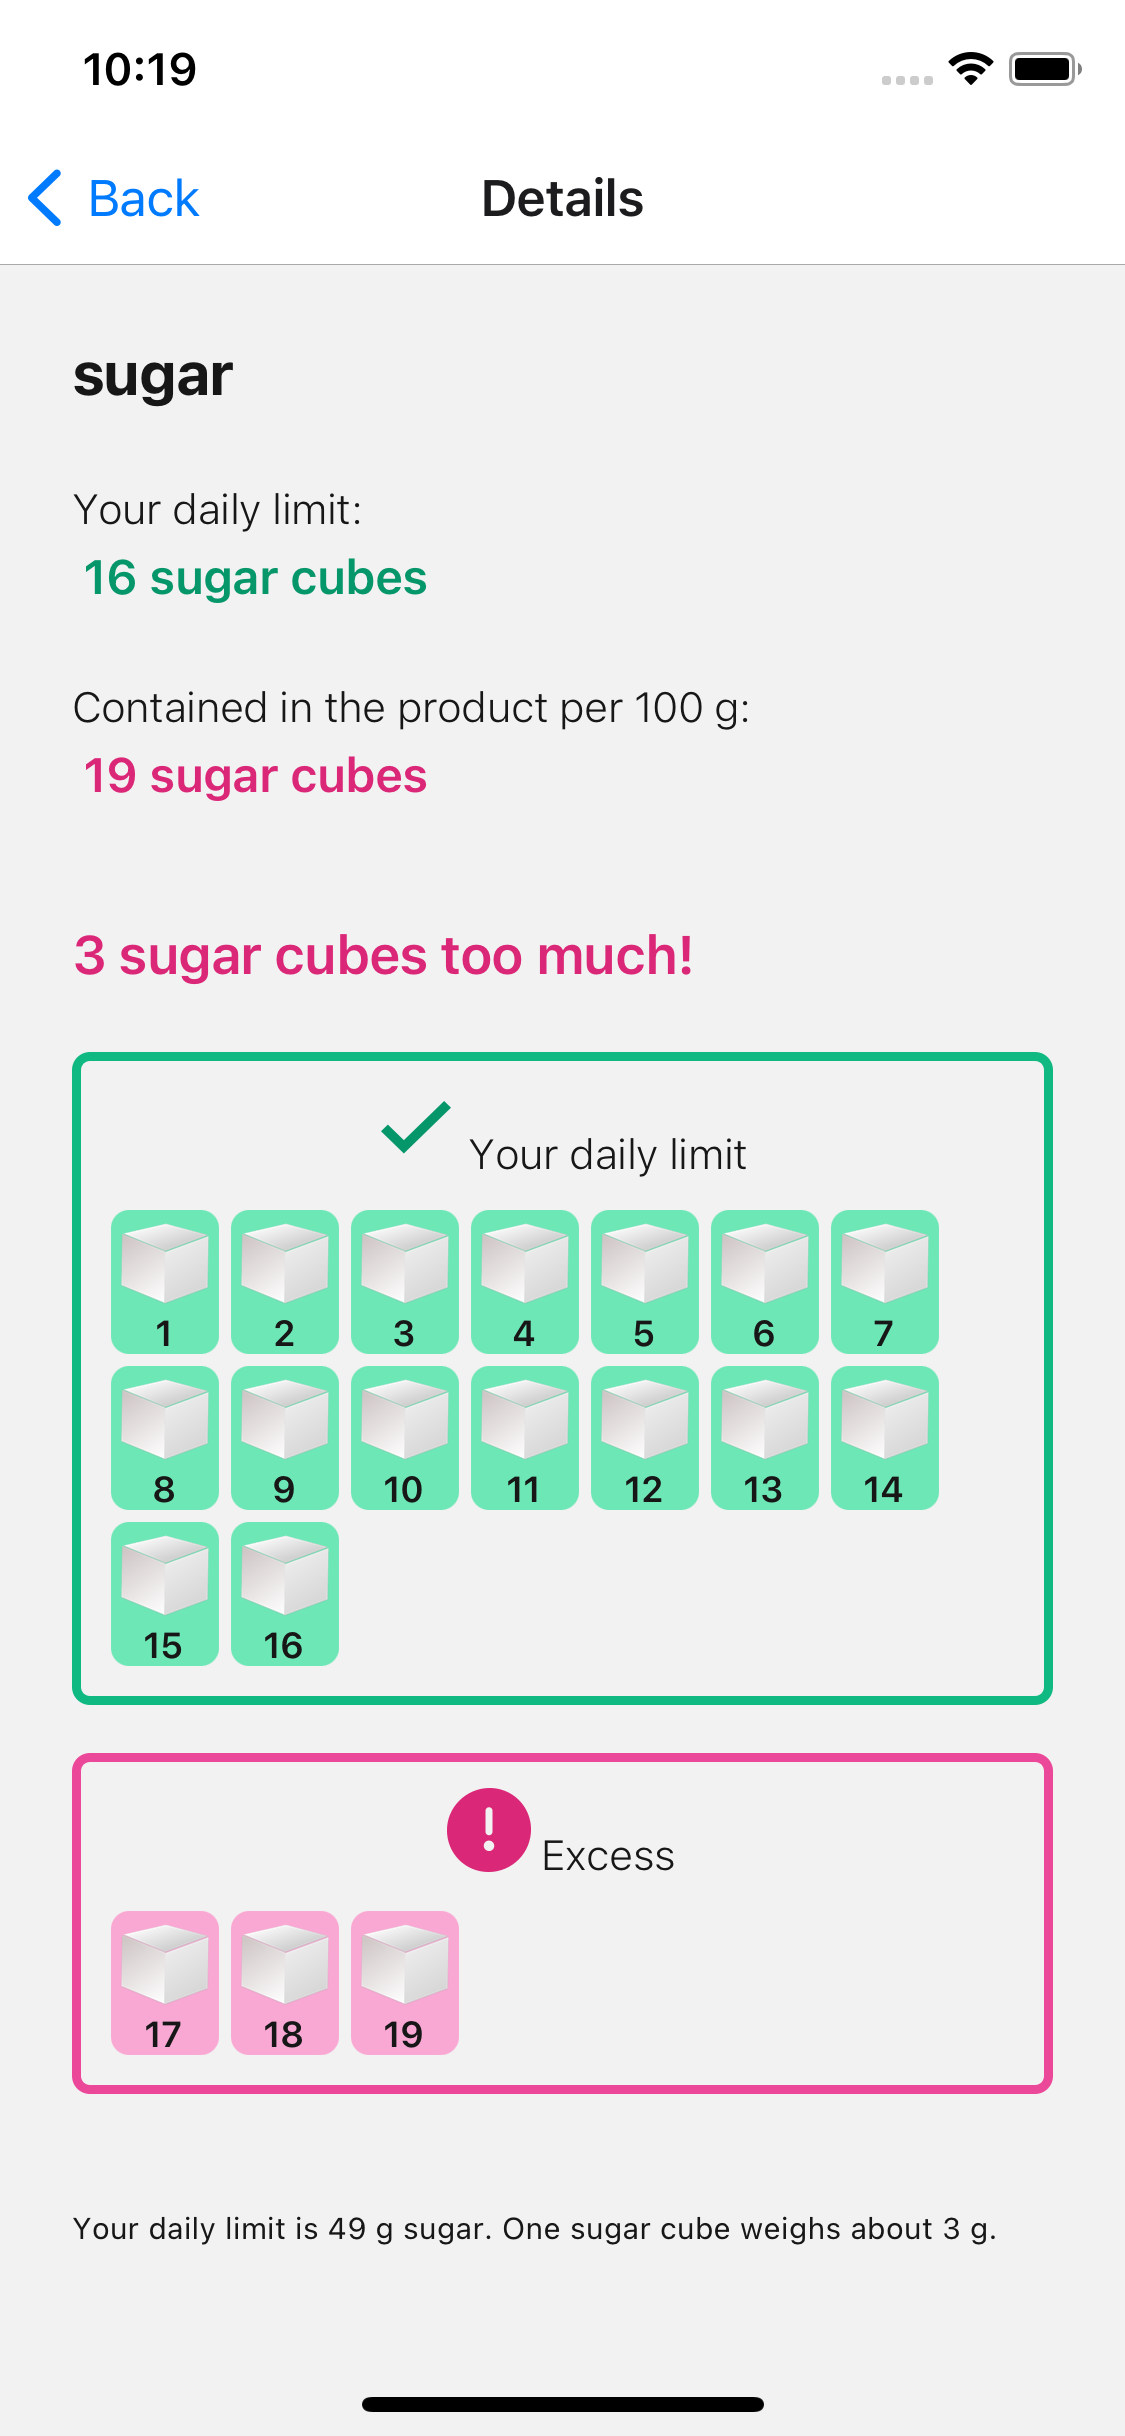 10:19
Back
Details
sugar
Your daily limit:
16 sugar cubes
Contained in the product per 100 g:
19 sugar cubes
3 sugar cubes too much!
Your daily limit
1 2 3 4 5 6 7
8 9 10 11 12 13 14
15 16
Excess
17 18 19
Your daily limit is 49 g sugar. One sugar cube weighs about 3 g.